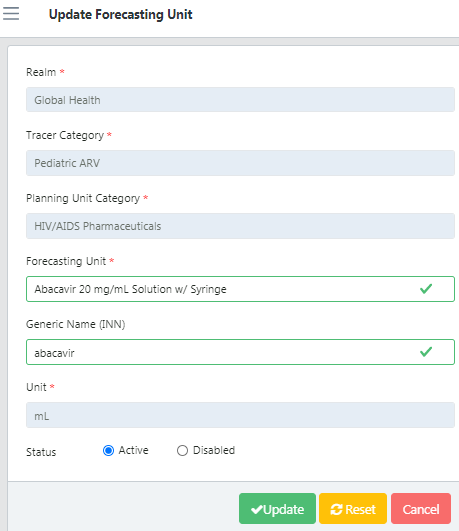 Update Forecasting Unit
Realm *
Global Health
Tracer Category *
Pediatric ARV
Planning Unit Category *
HIV/AIDS Pharmaceuticals
Forecasting Unit *
Abacavir 20 mg/mL Solution w/ Syringe
Generic Name (INN)
abacavir
Unit *
mL
Status Active Disabled
Update Reset Cancel